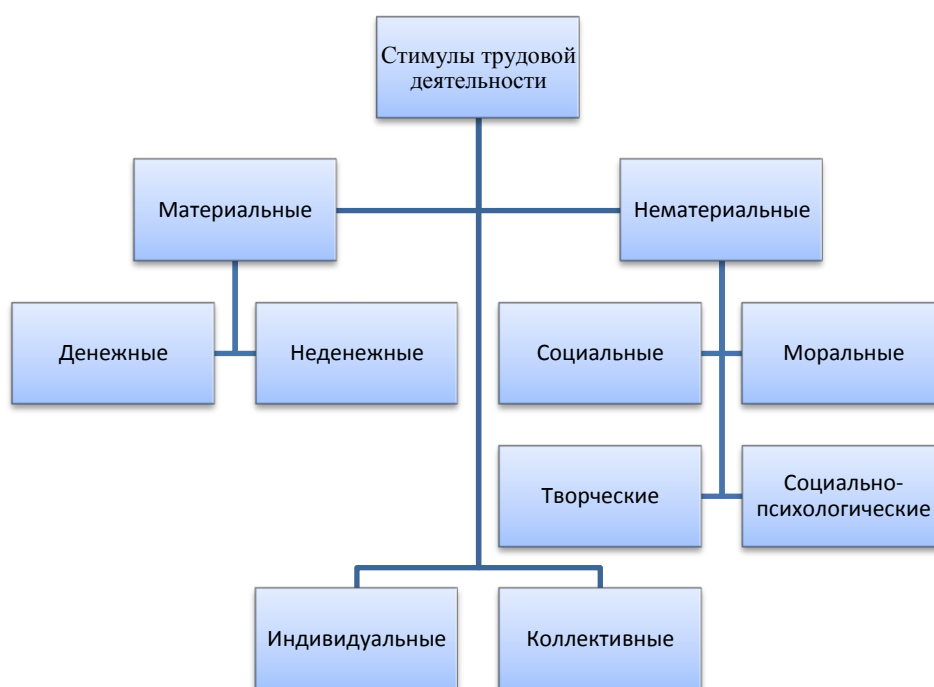 Стимулы трудовой
деятельности
Материальные
Нематериальные
Денежные
Неденежные
Социальные
Моральные
Творческие
Социально-
психологические
Индивидуальные
Коллективные